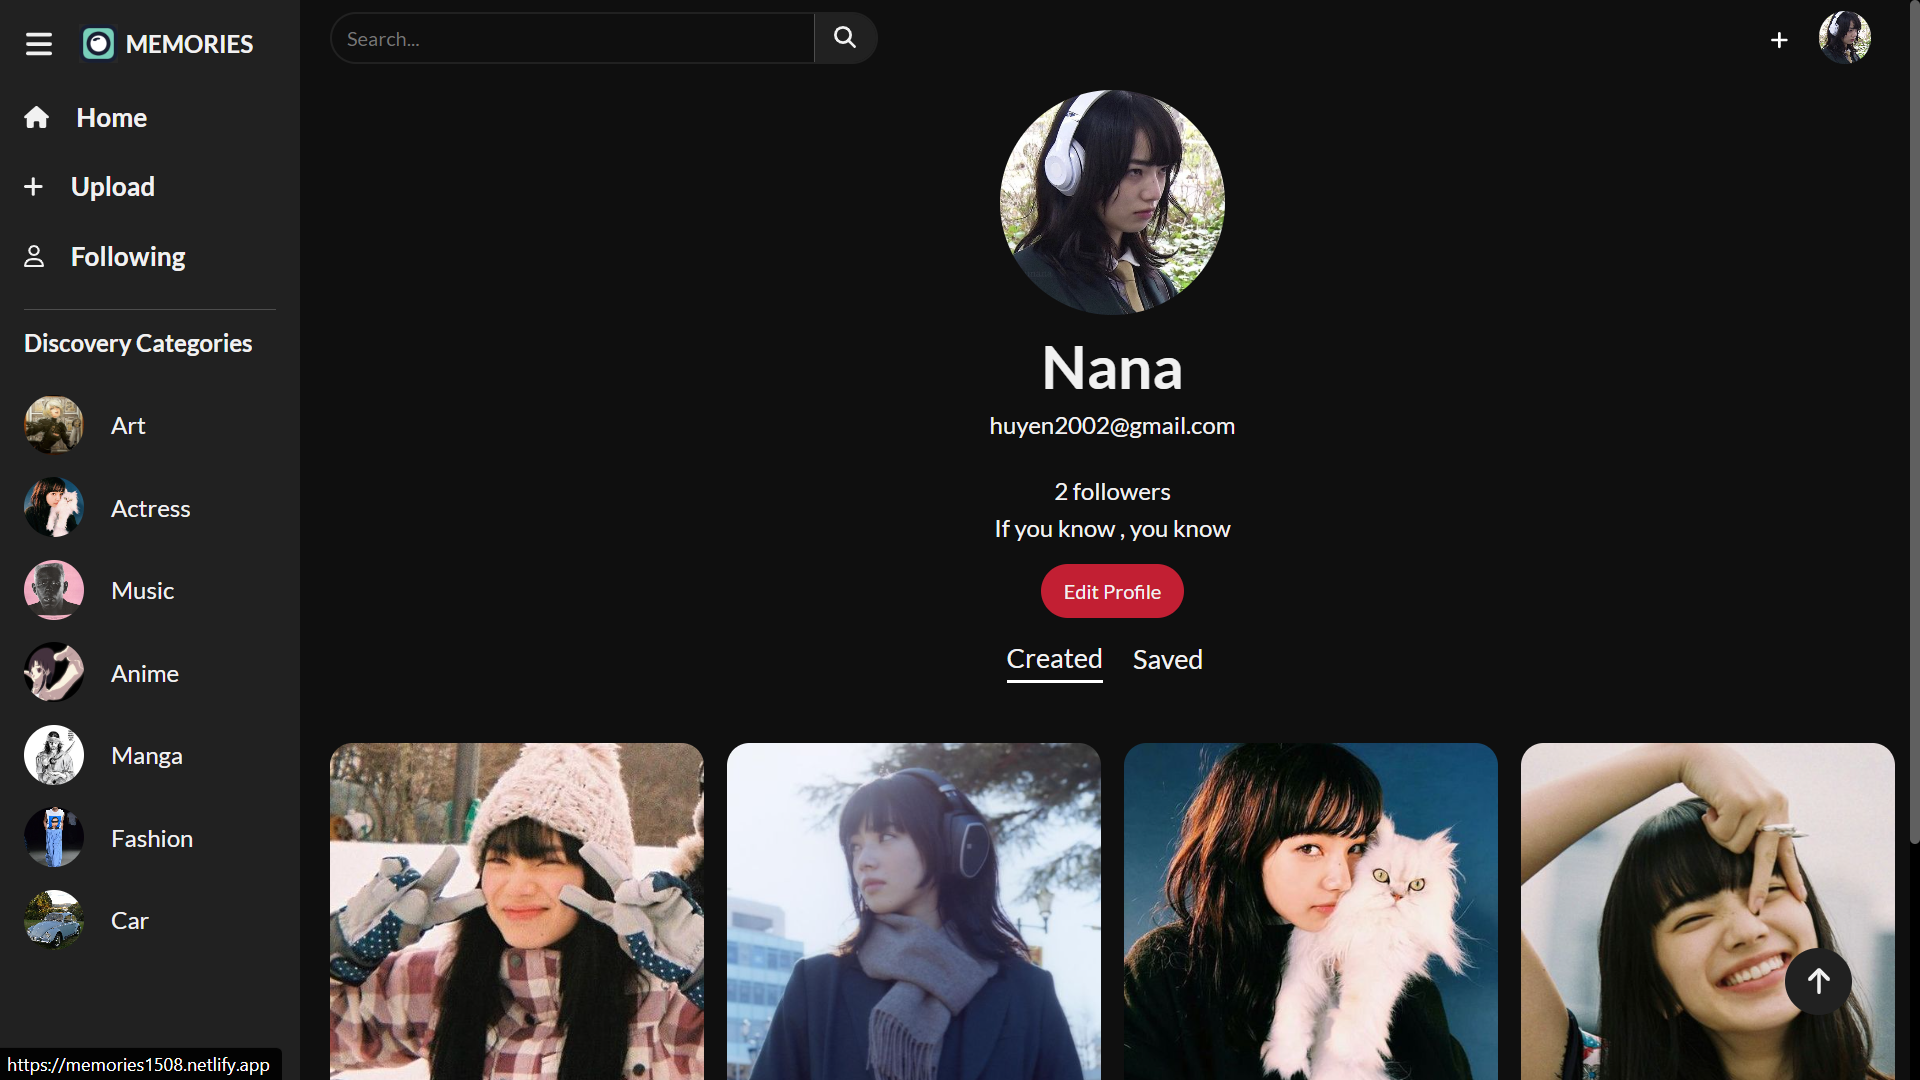 MEMORIES
Search...
Home
Upload
Following
Discovery Categories
Art
Actress
Music
Anime
Manga
Fashion
Car
Nana
huyen2002@gmail.com
2 followers
If you know , you know
Edit Profile
Created Saved
https://memories1508.netlify.app